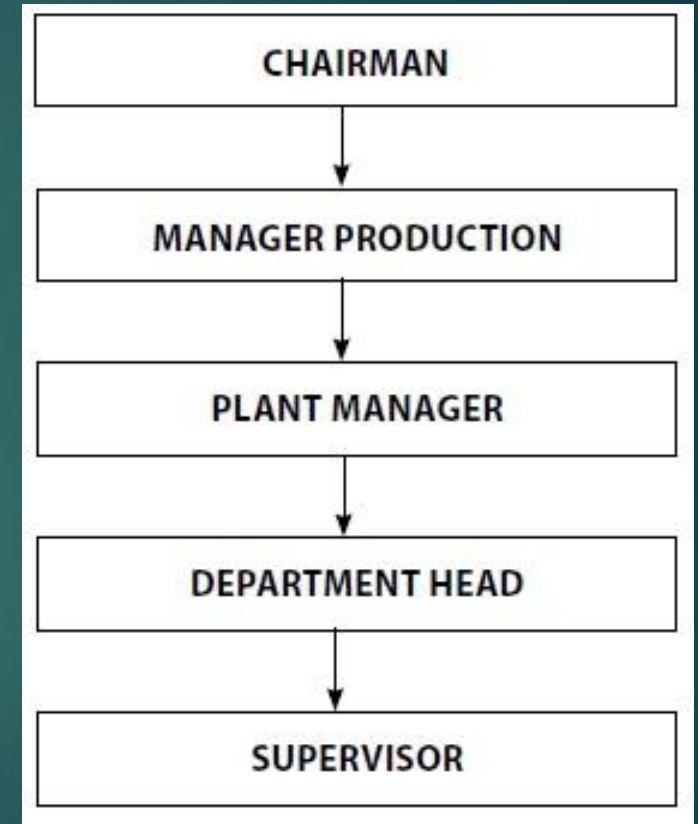 CHAIRMAN
MANAGER PRODUCTION
PLANT MANAGER
DEPARTMENT HEAD
SUPERVISOR